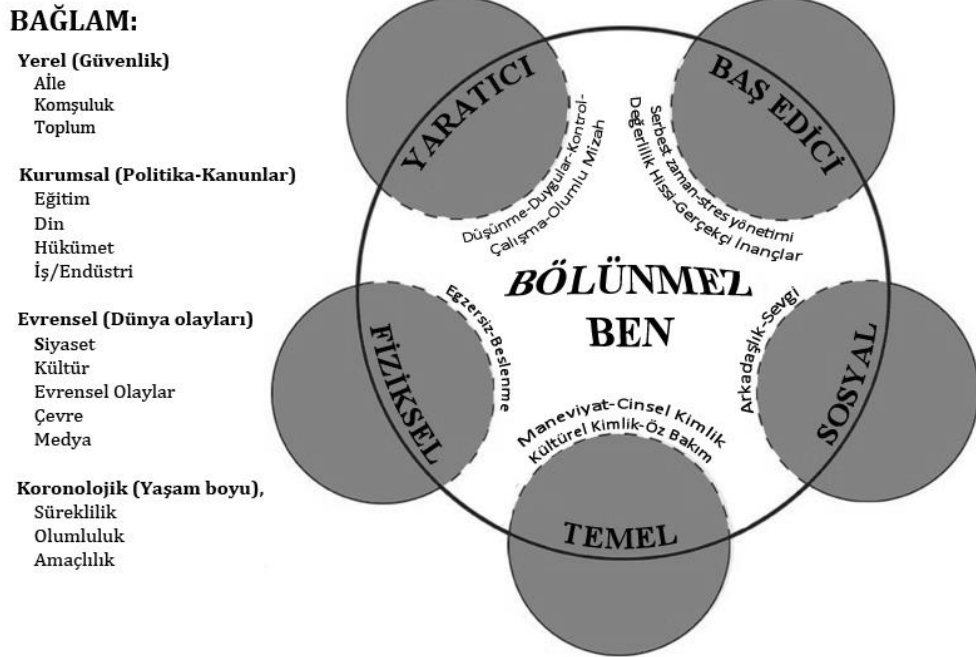 BAĞLAM:
Yerel (Güvenlik)
Aİle
Komşuluk
Toplum
Kurumsal (Politika-Kanunlar)
Eğitim
Din
Hükümet
İş/Endüstri
Evrensel (Dünya olayları)
Siyaset
Kültür
Evrensel Olaylar
Çevre
Medya
Koronolojik (Yaşam boyu),
Süreklilik
Olumluluk
Amaçlılık
YARATICI
Düşünme-Duygular-Kontrol-
Çalışma-Olumlu Mizah
BAŞ EDİCİ
Serbest zaman-stres yönetimi
Değerlilik Hissi-Gerçekçi İnançlar
BÖLÜNMEZ
BEN
FİZİKSEL
Egzersiz-Beslenme
SOSYAL
Arkadaşlık-Sevgi
Maneviyat-Cinsel Kimlik
Kültürel Kimlik-Öz Bakım
TEMEL